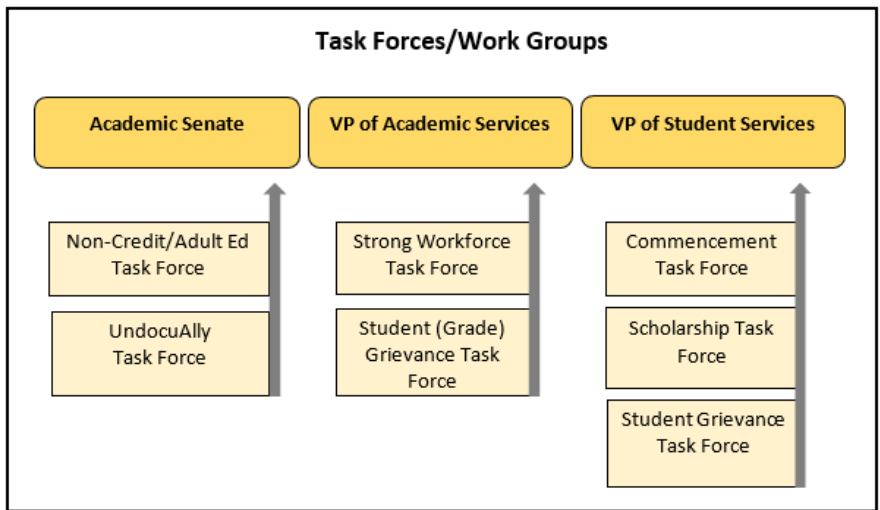 Task Forces/Work Groups
Academic Senate
VP of Academic Services
VP of Student Services
Non-Credit/Adult Ed
Task Force
UndocuAlly
Task Force
Strong Workforce
Task Force
Student (Grade)
Grievance Task
Force
Commencement
Task Force
Scholarship Task
Force
Student Grievance
Task Force